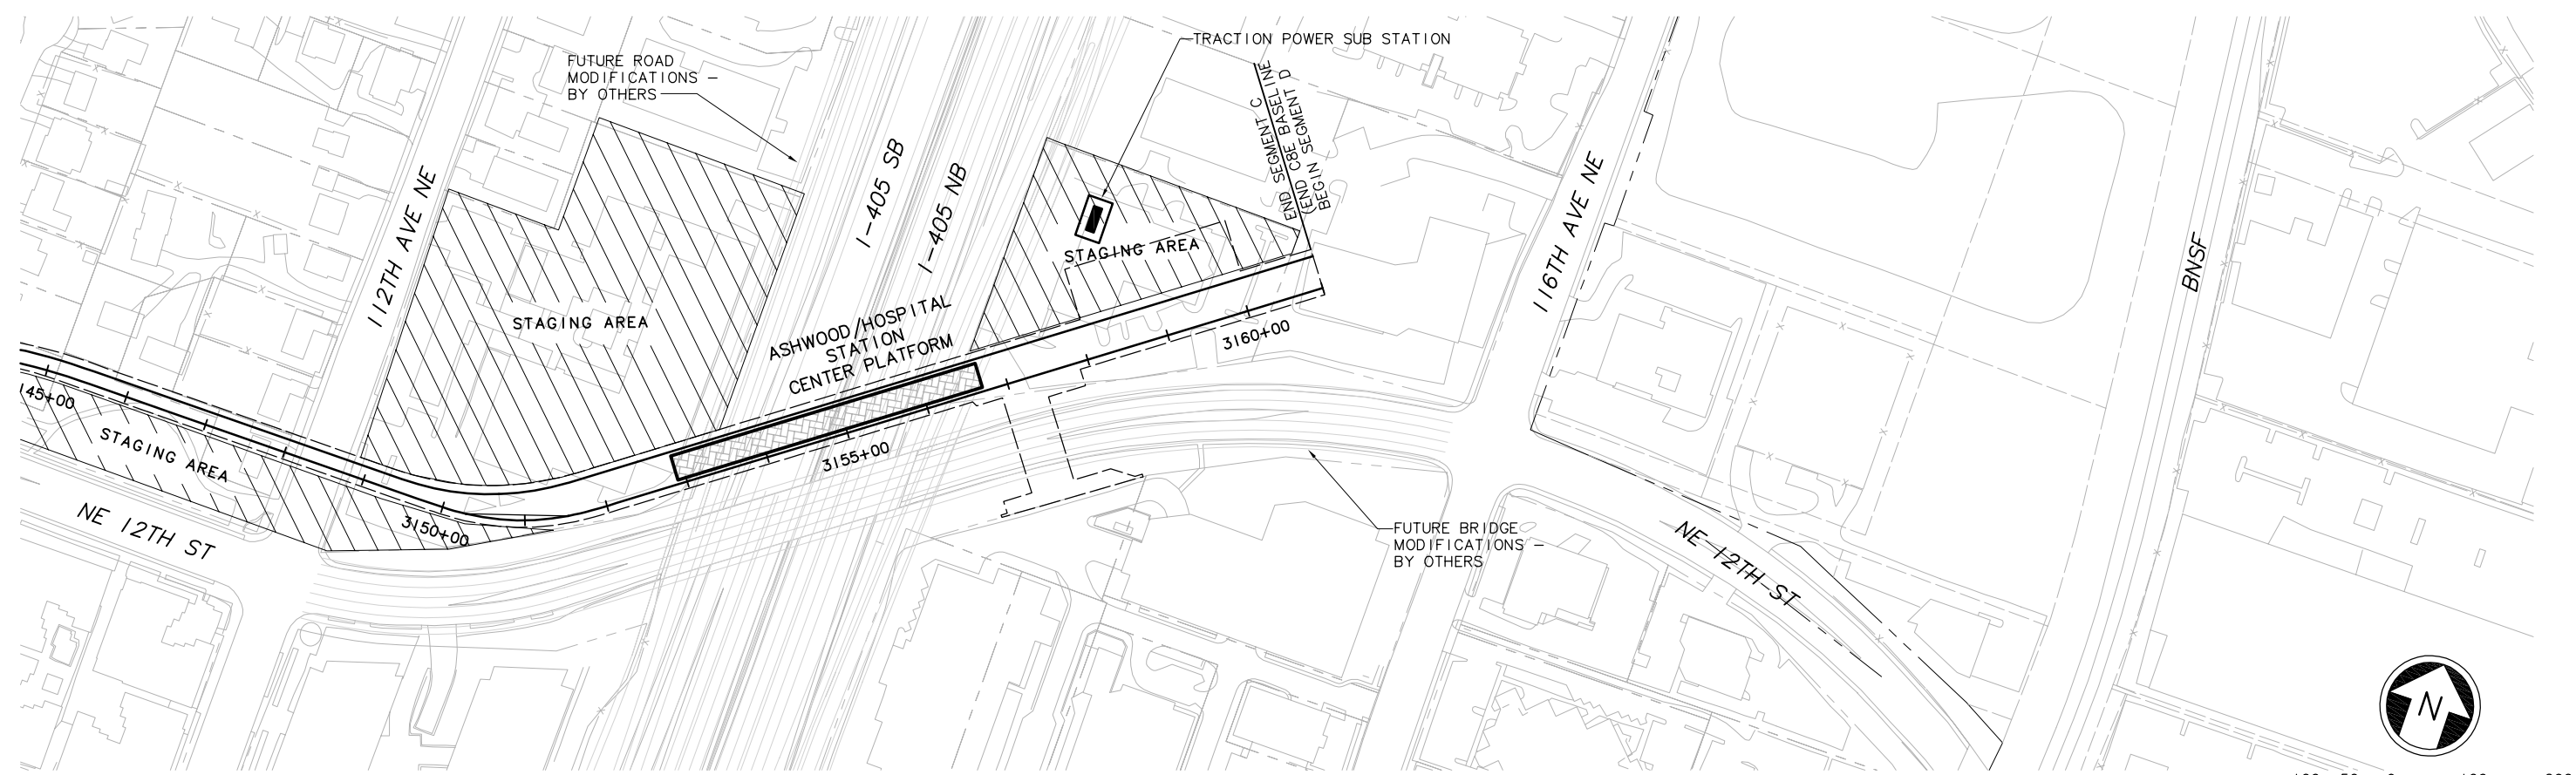 TRACTION POWER SUB STATION
FUTURE ROAD
MODIFICATIONS –
BY OTHERS
END SEGMENT C
(END C8E BASELINE
BEGIN SEGMENT D
112TH AVE NE
I-405 SB
I-405 NB
116TH AVE NE
BNSF
STAGING AREA
STAGING AREA
ASHWOOD/HOSPITAL
STATION
CENTER PLATFORM
3160+00
3155+00
3150+00
145+00
STAGING AREA
NE 12TH ST
FUTURE BRIDGE
MODIFICATIONS –
BY OTHERS
NE 12TH ST
N